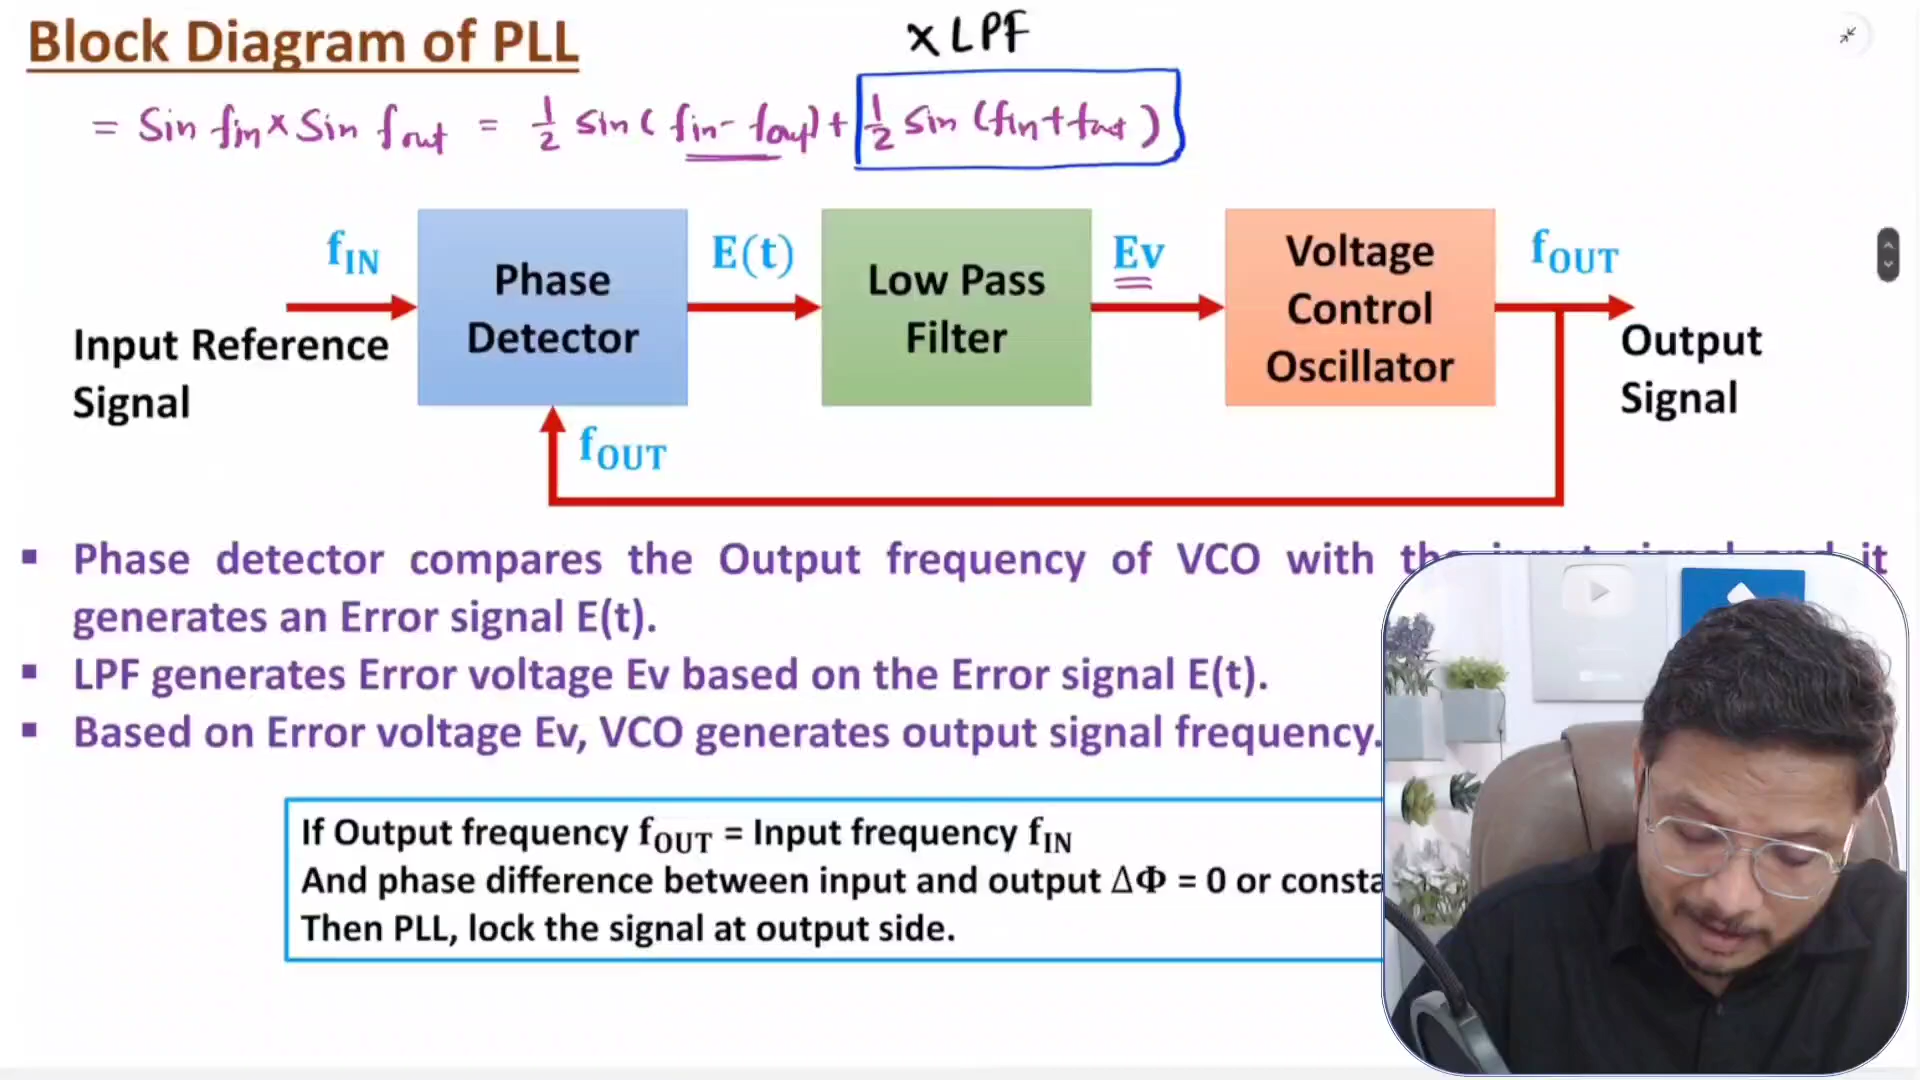 Block Diagram of PLL
x LPF
= Sin fin x Sin fout = 1/2 sin(fin-fout) + 1/2 sin (fin+fout)
fIN
Phase Detector
E(t)
Low Pass Filter
Ev
Voltage Control Oscillator
fOUT
Input Reference Signal
Output Signal
fOUT
▪ Phase detector compares the Output frequency of VCO with it
generates an Error signal E(t).
▪ LPF generates Error voltage Ev based on the Error signal E(t).
▪ Based on Error voltage Ev, VCO generates output signal frequency.
If Output frequency fOUT = Input frequency fIN
And phase difference between input and output ΔΦ = 0 or
Then PLL, lock the signal at output side.